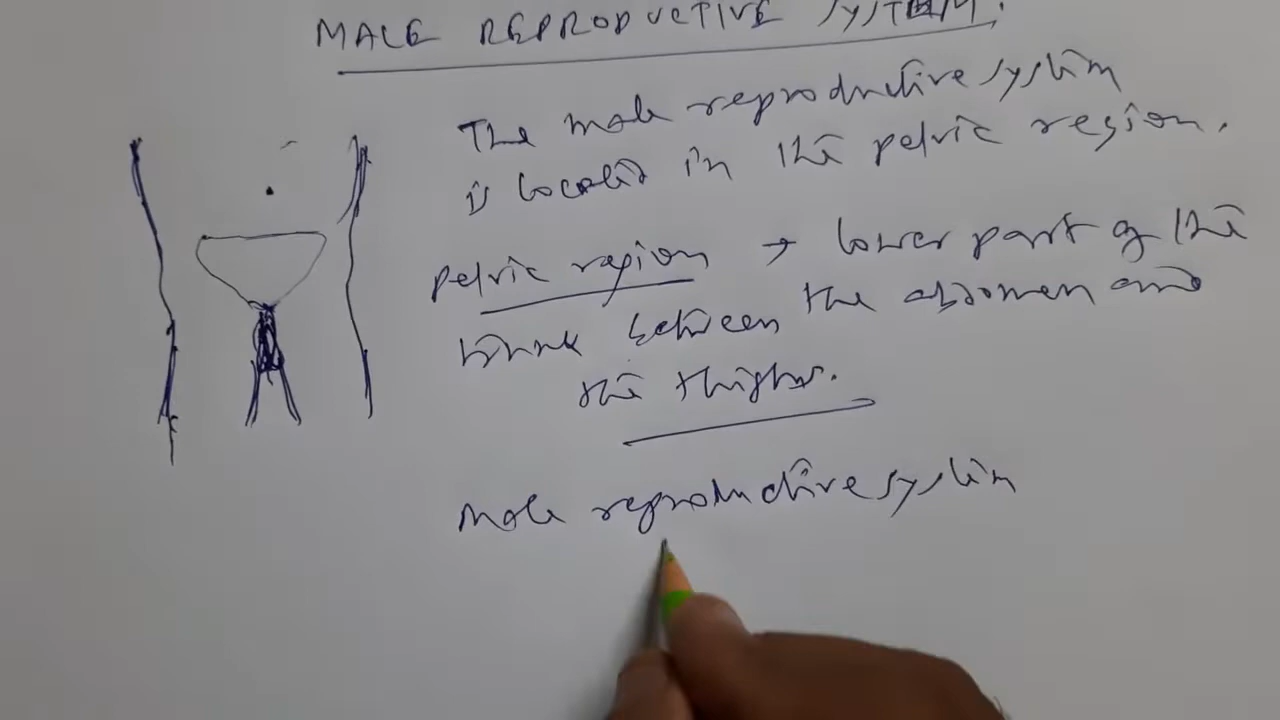 MALE REPRODUCTIVE SYSTEM.
The male reproductive system
is located in the pelvic region.
pelvic region → lower part of the
trunk between the abdomen and
the thighs.
male reproductive system